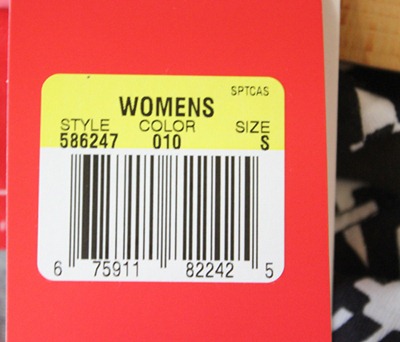 SPTCAS
WOMENS
STYLE COLOR SIZE
586247 010 S
6 75911 82242 5